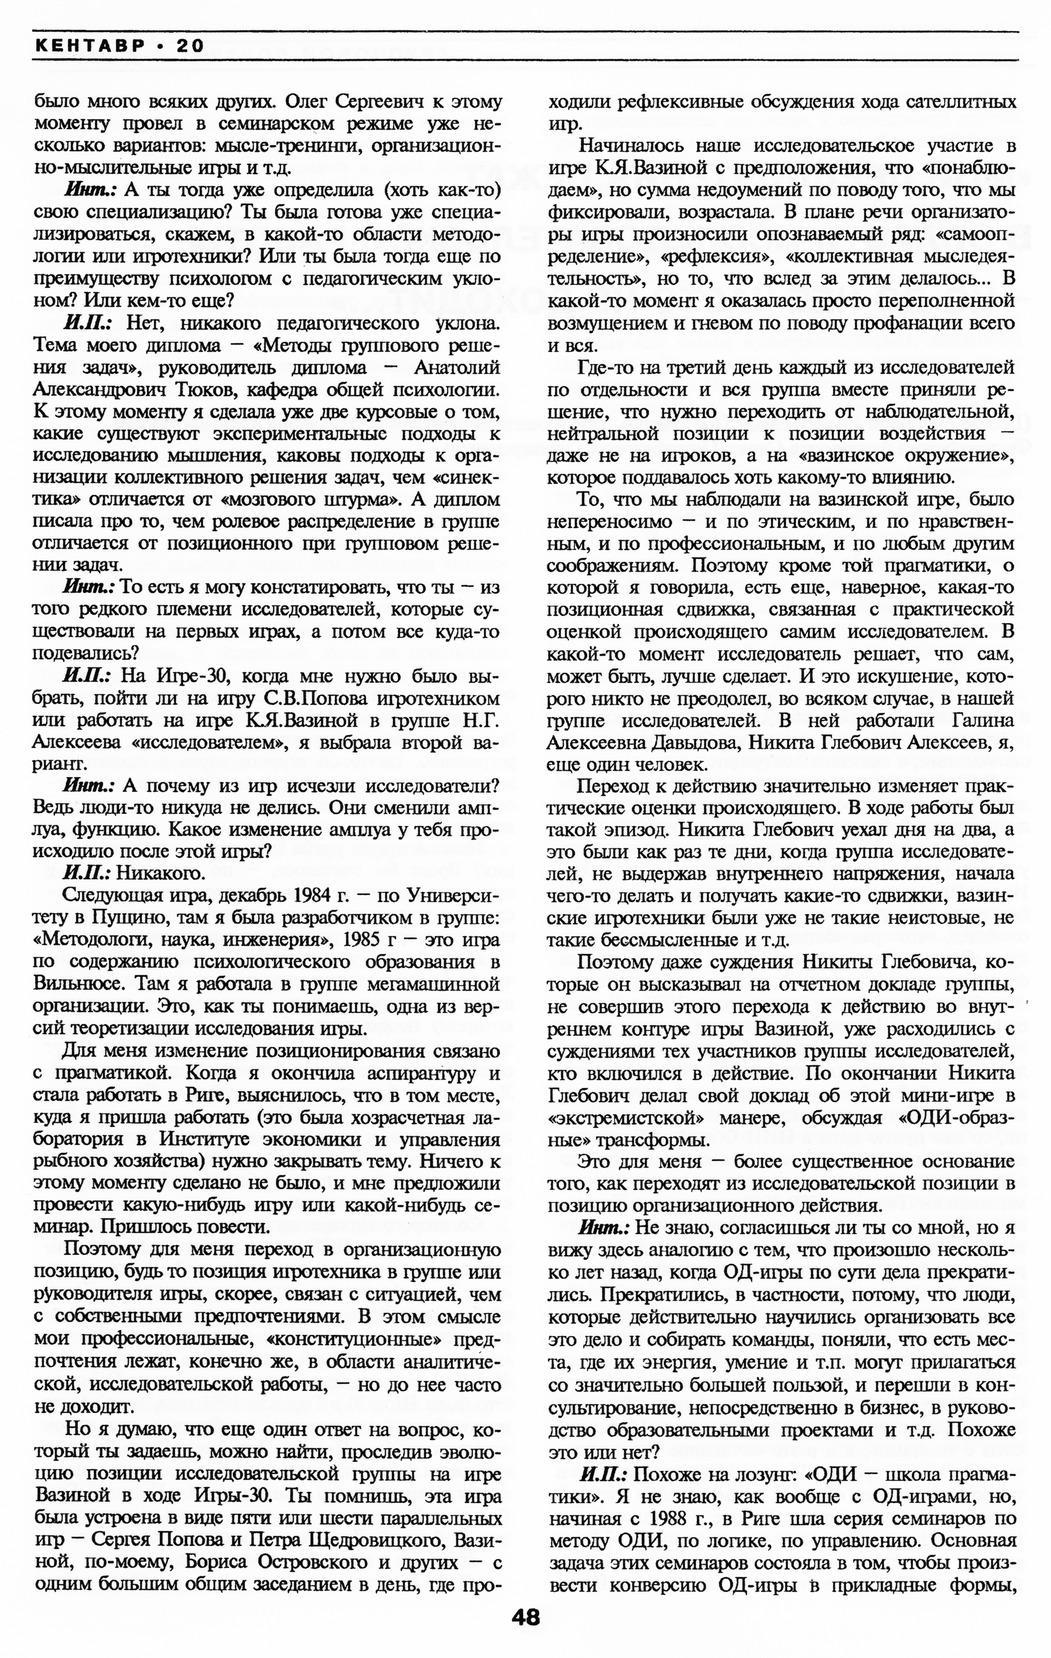 КЕНТАВР • 20
было много всяких других. Олег Сергеевич к этому
моменту провел в семинарском режиме уже не-
сколько вариантов: мысле-тренинги, организацион-
но-мыслительные игры и т.д.
Инт.: А ты тогда уже определила (хоть как-то)
свою специализацию? Ты была готова уже специа-
лизироваться, скажем, в какой-то области методо-
логии или игротехники? Или ты была тогда еще по
преимуществу психологом с педагогическим укло-
ном? Или кем-то еще?
И.П.: Нет, никакого педагогического уклона.
Тема моего диплома — «Методы группового реше-
ния задач», руководитель диплома — Анатолий
Александрович Тюков, кафедра общей психологии.
К этому моменту я сделала уже две курсовые о том,
какие существуют экспериментальные подходы к
исследованию мышления, каковы подходы к орга-
низации коллективного решения задач, чем «синек-
тика» отличается от «мозгового штурма». А диплом
писала про то, чем ролевое распределение в группе
отличается от позиционного при групповом реше-
нии задач.
Инт.: То есть я могу констатировать, что ты — из
того редкого племени исследователей, которые су-
ществовали на первых играх, а потом все куда-то
подевались?
И.П.: На Игре-30, когда мне нужно было вы-
брать, пойти ли на игру С.В.Попова игротехником
или работать на игре К.Я.Вазиной в группе Н.Г.
Алексеева «исследователем», я выбрала второй ва-
риант.
Инт.: А почему из игр исчезли исследователи?
Ведь люди-то никуда не делись. Они сменили амп-
луа, функцию. Какое изменение амплуа у тебя про-
исходило после этой игры?
И.П.: Никакого.
Следующая игра, декабрь 1984 г. — по Универси-
тету в Пущино, там я была разработчиком в группе:
«Методологи, наука, инженерия», 1985 г — это игра
по содержанию психологического образования в
Вильнюсе. Там я работала в группе мегамашинной
организации. Это, как ты понимаешь, одна из вер-
сий теоретизации исследования игры.
Для меня изменение позиционирования связано
с прагматикой. Когда я окончила аспирантуру и
стала работать в Риге, выяснилось, что в том месте,
куда я пришла работать (это была хозрасчетная ла-
боратория в Институте экономики и управления
рыбного хозяйства) нужно закрывать тему. Ничего к
этому моменту сделано не было, и мне предложили
провести какую-нибудь игру или какой-нибудь се-
минар. Пришлось повести.
Поэтому для меня переход в организационную
позицию, будь то позиция игротехника в группе или
руководителя игры, скорее, связан с ситуацией, чем
с собственными предпочтениями. В этом смысле
мои профессиональные, «конституционные» пред-
почтения лежат, конечно же, в области аналитиче-
ской, исследовательской работы, — но до нее часто
не доходит.
Но я думаю, что еще один ответ на вопрос, ко-
торый ты задаешь, можно найти, проследив эволю-
цию позиции исследовательской группы на игре
Вазиной в ходе Игры-30. Ты помнишь, эта игра
была устроена в виде пяти или шести параллельных
игр — Сергея Попова и Петра Щедровицкого, Вази-
ной, по-моему, Бориса Островского и других — с
одним большим общим заседанием в день, где про-
ходили рефлексивные обсуждения хода сателлитных
игр.
Начиналось наше исследовательское участие в
игре К.Я.Вазиной с предположения, что «понаблю-
даем», но сумма недоумений по поводу того, что мы
фиксировали, возрастала. В плане речи организато-
ры игры произносили опознаваемый ряд: «самооп-
ределение», «рефлексия», «коллективная мыследея-
тельность», но то, что вслед за этим делалось... В
какой-то момент я оказалась просто переполненной
возмущением и гневом по поводу профанации всего
и вся.
Где-то на третий день каждый из исследователей
по отдельности и вся группа вместе приняли ре-
шение, что нужно переходить от наблюдательной,
нейтральной позиции к позиции воздействия —
даже не на игроков, а на «вазинское окружение»,
которое поддавалось хоть какому-то влиянию.
То, что мы наблюдали на вазинской игре, было
непереносимо — и по этическим, и по нравствен-
ным, и по профессиональным, и по любым другим
соображениям. Поэтому кроме той прагматики, о
которой я говорила, есть еще, наверное, какая-то
позиционная сдвижка, связанная с практической
оценкой происходящего самим исследователем. В
какой-то момент исследователь решает, что сам,
может быть, лучше сделает. И это искушение, кото-
рого никто не преодолел, во всяком случае, в нашей
группе исследователей. В ней работали Галина
Алексеевна Давыдова, Никита Глебович Алексеев, я,
еще один человек.
Переход к действию значительно изменяет прак-
тические оценки происходящего. В ходе работы был
такой эпизод. Никита Глебович уехал дня на два, а
это были как раз те дни, когда группа исследовате-
лей, не выдержав внутреннего напряжения, начала
чего-то делать и получать какие-то сдвижки, вазин-
ские игротехники были уже не такие неистовые, не
такие бессмысленные и т.д.
Поэтому даже суждения Никиты Глебовича, ко-
торые он высказывал на отчетном докладе группы,
не совершив этого перехода к действию во внут-
реннем контуре игры Вазиной, уже расходились с
суждениями тех участников группы исследователей,
кто включился в действие. По окончании Никита
Глебович делал свой доклад об этой мини-игре в
«экстремистской» манере, обсуждая «ОДИ-образ-
ные» трансформы.
Это для меня — более существенное основание
того, как переходят из исследовательской позиции в
позицию организационного действия.
Инт.: Не знаю, согласишься ли ты со мной, но я
вижу здесь аналогию с тем, что произошло несколь-
ко лет назад, когда ОД-игры по сути дела прекрати-
лись. Прекратились, в частности, потому, что люди,
которые действительно научились организовать все
это дело и собирать команды, поняли, что есть мес-
та, где их энергия, умение и т.п. могут прилагаться
со значительно большей пользой, и перешли в кон-
сультирование, непосредственно в бизнес, в руково-
дство образовательными проектами и т.д. Похоже
это или нет?
И.П.: Похоже на лозунг: «ОДИ — школа прагма-
тики». Я не знаю, как вообще с ОД-играми, но,
начиная с 1988 г., в Риге шла серия семинаров по
методу ОДИ, по логике, по управлению. Основная
задача этих семинаров состояла в том, чтобы произ-
вести конверсию ОД-игры в прикладные формы,
48